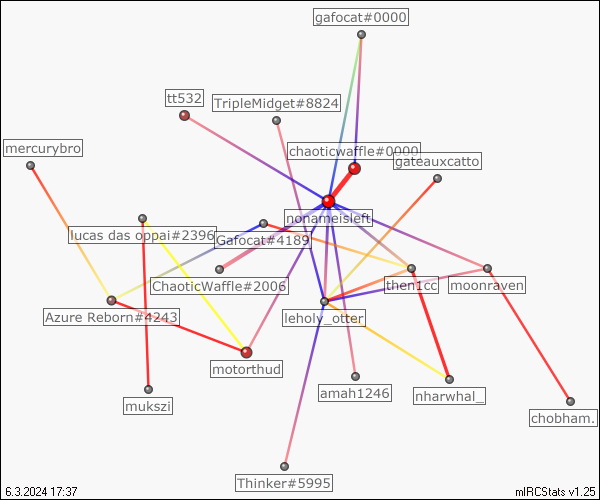 gafocat#0000
tt532
TripleMidget#8824
mercurybro
chaoticwaffle#0000
gateauxcatto
nonameisleft
lucas das oppai#2396
Gafocat#4189
ChaoticWaffle#2006
then1cc
moonraven
Azure Reborn#4243
leholy_otter
motorthud
amah1246
nharwhal_
mukszi
chobham.
Thinker#5995
6.3.2024 17:37
mIRCStats v1.25